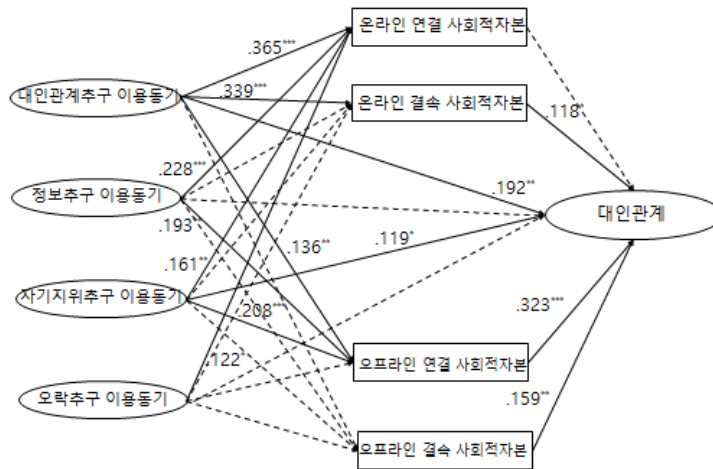 온라인 연결 사회적자본
.365***
대인관계추구 이용동기
.339***
온라인 결속 사회적자본
.118*
.228***
.192**
정보추구 이용동기
대인관계
.193**
.136**
.119*
.161**
자기지위추구 이용동기
.208***
.323***
.122*
오프라인 연결 사회적자본
오락추구 이용동기
.159**
오프라인 결속 사회적자본